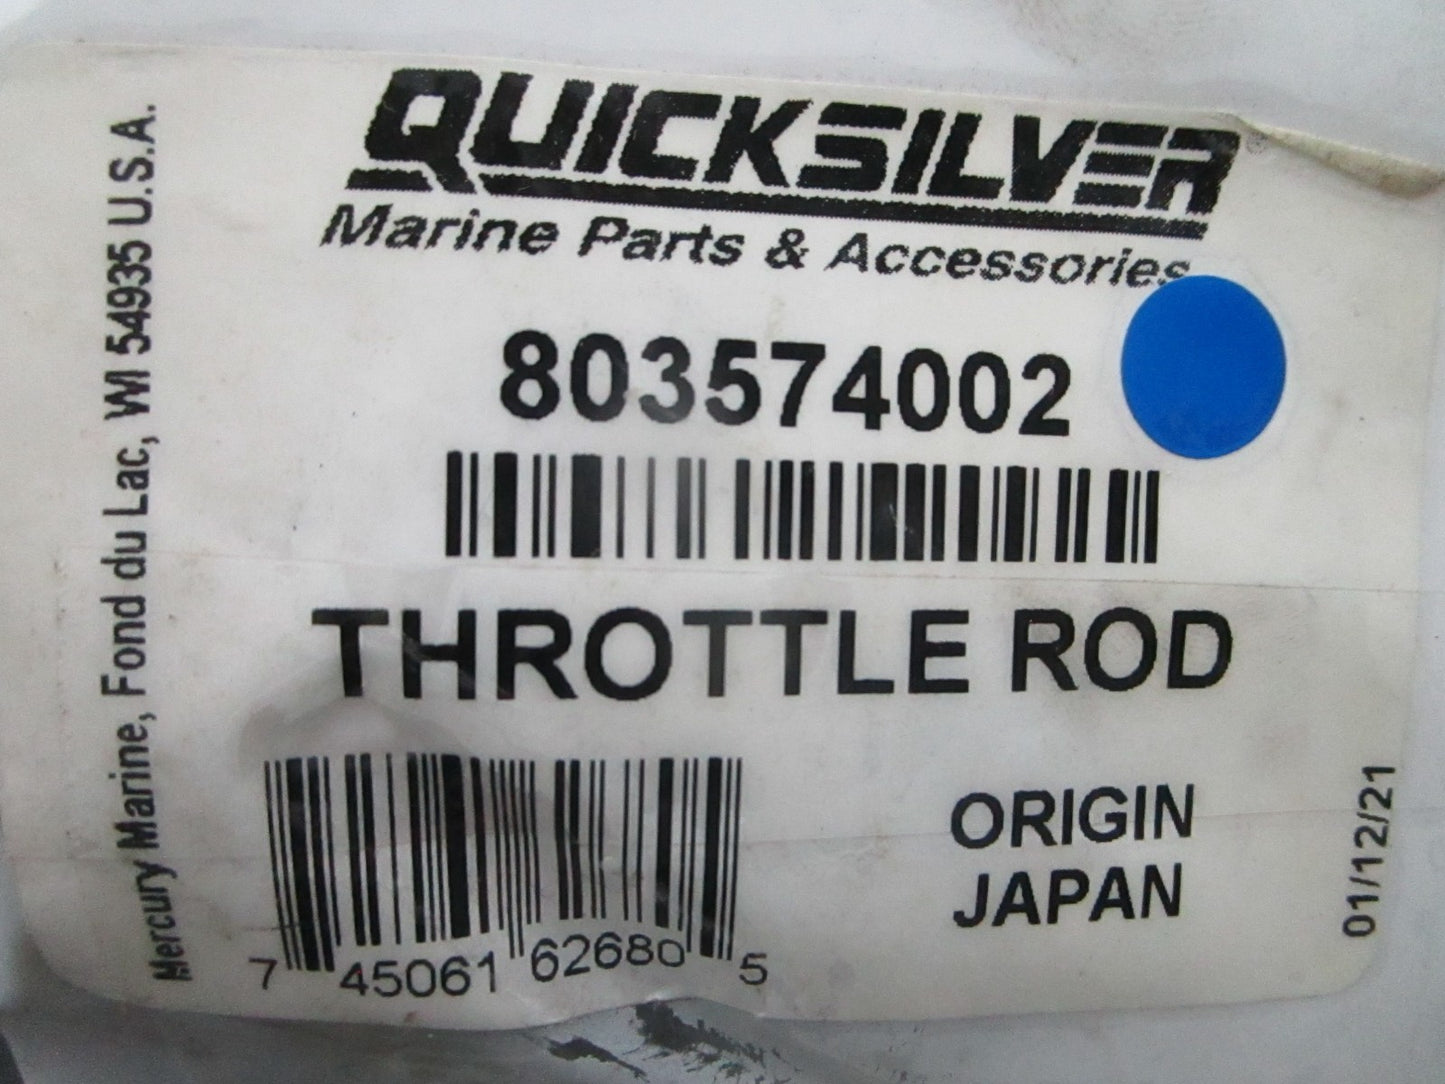 QUICKSILVER
Marine Parts & Accessories
803574002
THROTTLE ROD
7 45061 62680 5
ORIGIN
JAPAN
01/12/21
Mercury Marine, Fond du Lac, WI 54935 U.S.A.